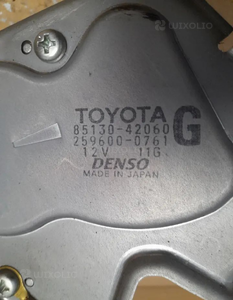 TOYOTA
85130-42060 G
259600-0761
12V 11G
DENSO
MADE IN JAPAN